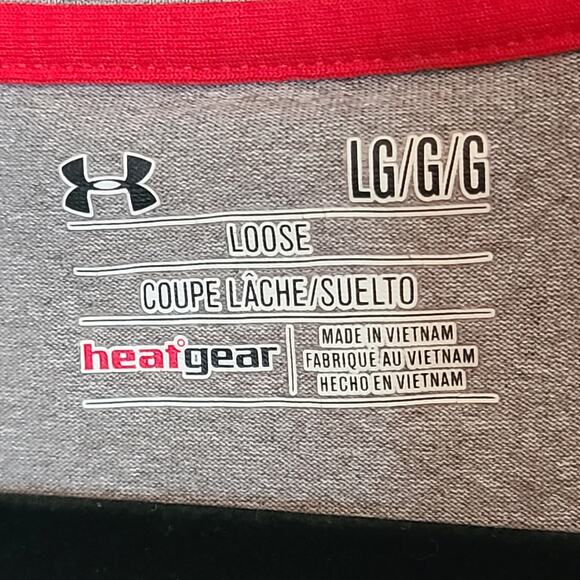 LG/G/G
LOOSE
COUPE LÂCHE/SUELTO
heatgear
MADE IN VIETNAM
FABRIQUÉ AU VIETNAM
HECHO EN VIETNAM